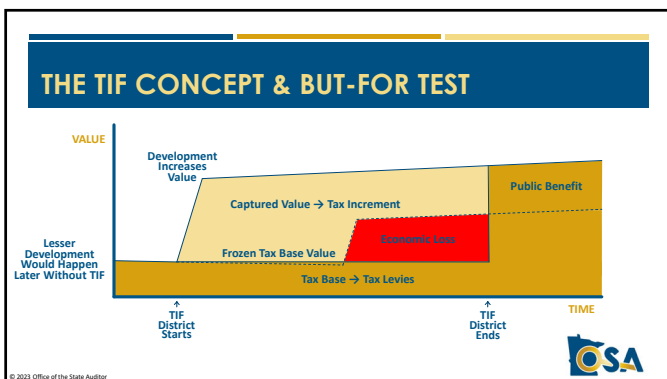 THE TIF CONCEPT & BUT-FOR TEST
VALUE
Development
Increases
Value
Captured Value → Tax Increment
Public Benefit
Economic Loss
Frozen Tax Base Value
Lesser
Development
Would Happen
Later Without TIF
Tax Base → Tax Levies
TIME
TIF
District
Starts
TIF
District
Ends
OSA
© 2023 Office of the State Auditor